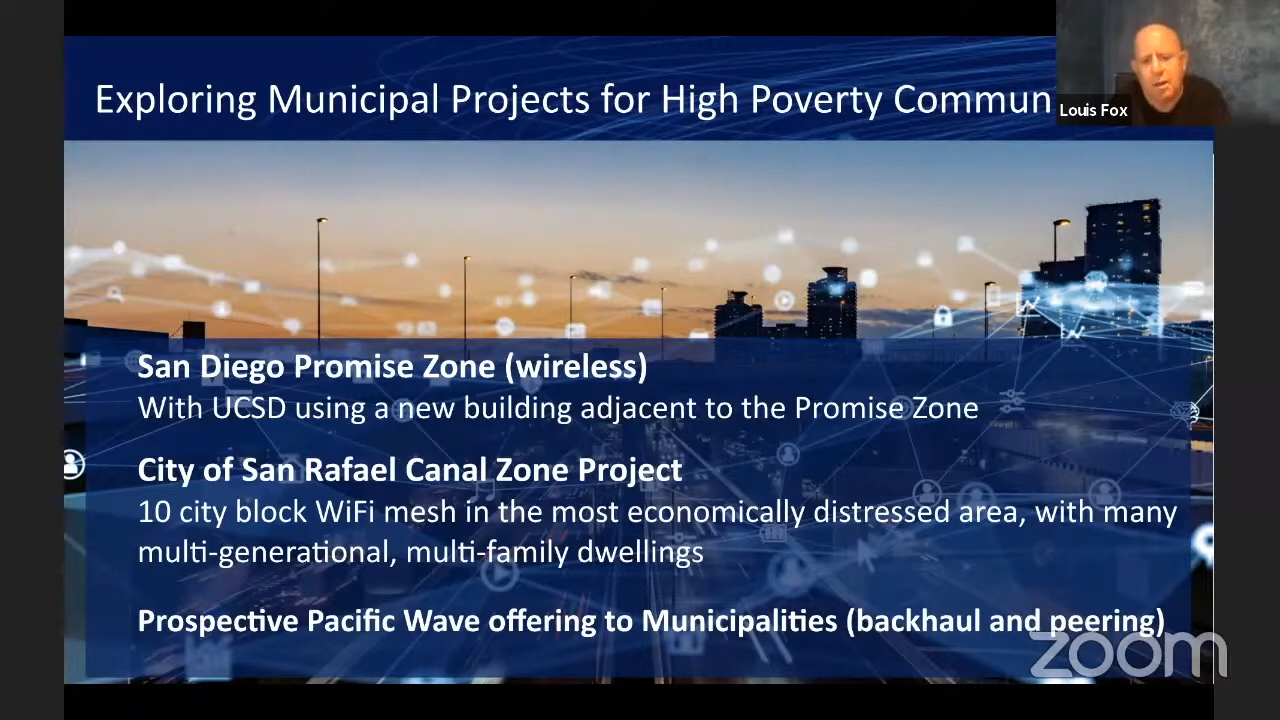 Exploring Municipal Projects for High Poverty Commun
Louis Fox
San Diego Promise Zone (wireless)
With UCSD using a new building adjacent to the Promise Zone
City of San Rafael Canal Zone Project
10 city block WiFi mesh in the most economically distressed area, with many
multi-generational, multi-family dwellings
Prospective Pacific Wave offering to Municipalities (backhaul and peering)
zoom